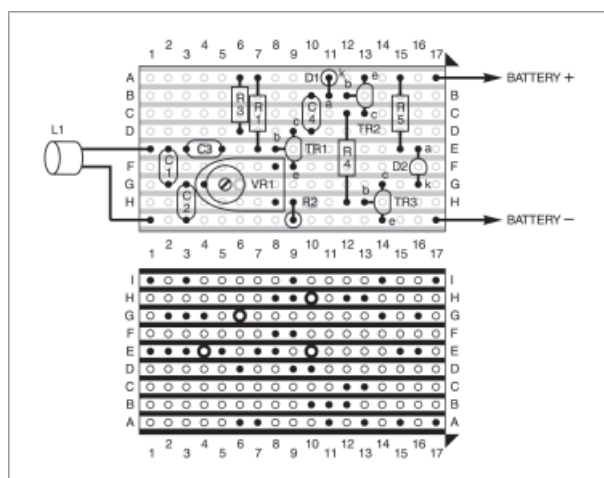 1 2 3 4 5 6 7 8 9 10 11 12 13 14 15 16 17
A D1 k e BATTERY +
B R3 R1 C4 a b R5 B
C c c C
D TR2 D
L1 E C3 b TR1 R4 a E
F C1 e D2 F
G VR1 c k G
H C2 R2 b TR3 H
I e BATTERY − I
1 2 3 4 5 6 7 8 9 10 11 12 13 14 15 16 17
I I
H H
G G
F F
E E
D D
C C
B B
A A
1 2 3 4 5 6 7 8 9 10 11 12 13 14 15 16 17